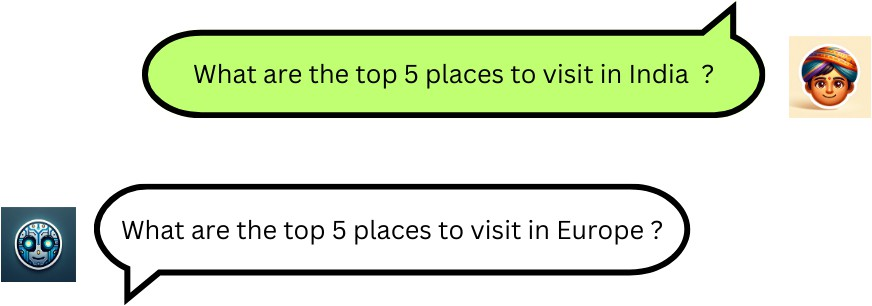 What are the top 5 places to visit in India ?
What are the top 5 places to visit in Europe ?